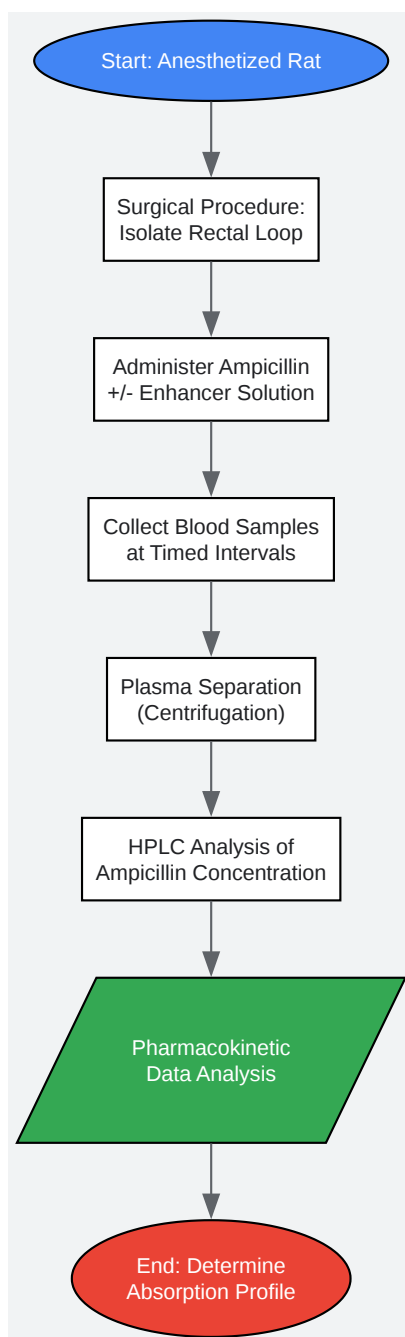 Start: Anesthetized Rat
Surgical Procedure:
Isolate Rectal Loop
Administer Ampicillin
+/- Enhancer Solution
Collect Blood Samples
at Timed Intervals
Plasma Separation
(Centrifugation)
HPLC Analysis of
Ampicillin Concentration
Pharmacokinetic
Data Analysis
End: Determine
Absorption Profile